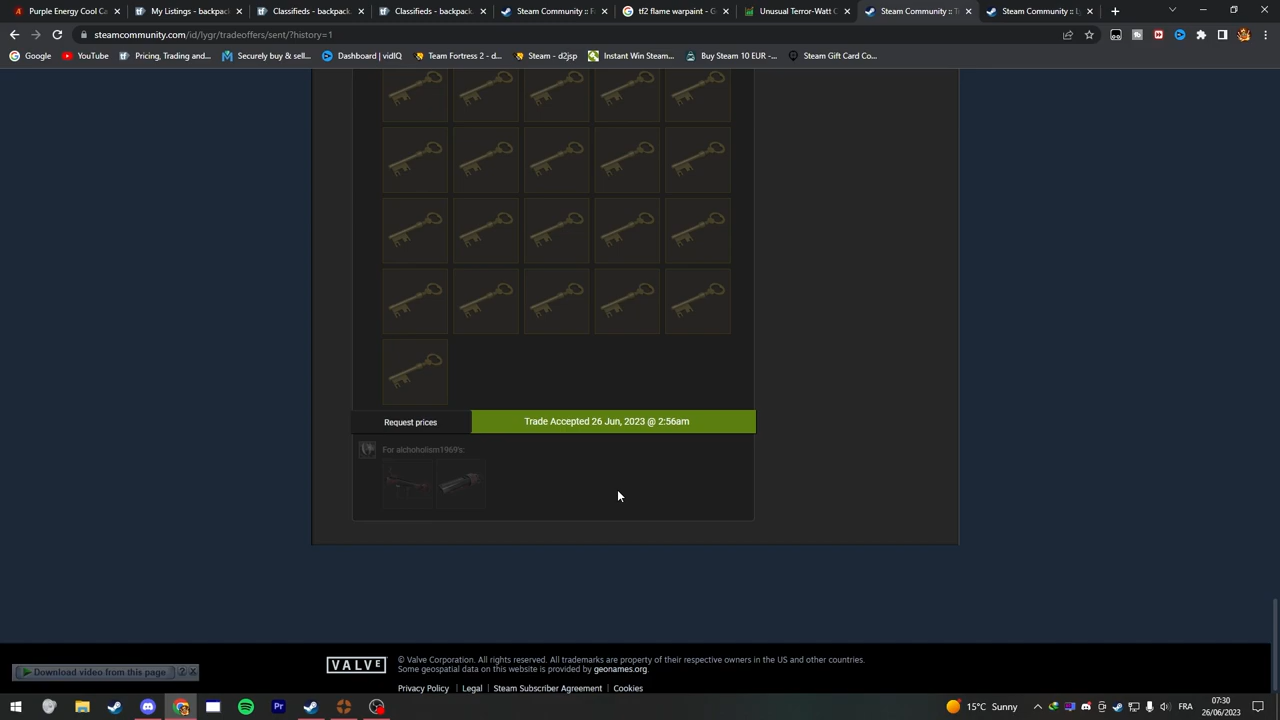 Purple Energy Cool Ca
My Listings - backpack
Classifieds - backpack.
Classifieds - backpack.
Steam Community :: F
tf2 flame warpaint - G
Unusual Terror-Watt C
Steam Community :: Tr
Steam Community :: L
steamcommunity.com/id/lygr/tradeoffers/sent/?history=1
Google
YouTube
Pricing, Trading and...
Securely buy & sell...
Dashboard | vidIQ
Team Fortress 2 - d...
Steam - d2jsp
Instant Win Steam...
Buy Steam 10 EUR -...
Steam Gift Card Co...
Request prices
Trade Accepted 26 Jun, 2023 @ 2:56am
For alchoholism1969's:
VALVE
© Valve Corporation. All rights reserved. All trademarks are property of their respective owners in the US and other countries.
Some geospatial data on this website is provided by geonames.org.
Download video from this page
? x
Privacy Policy | Legal | Steam Subscriber Agreement | Cookies
Pr
15°C Sunny
FRA
07:30
26/06/2023